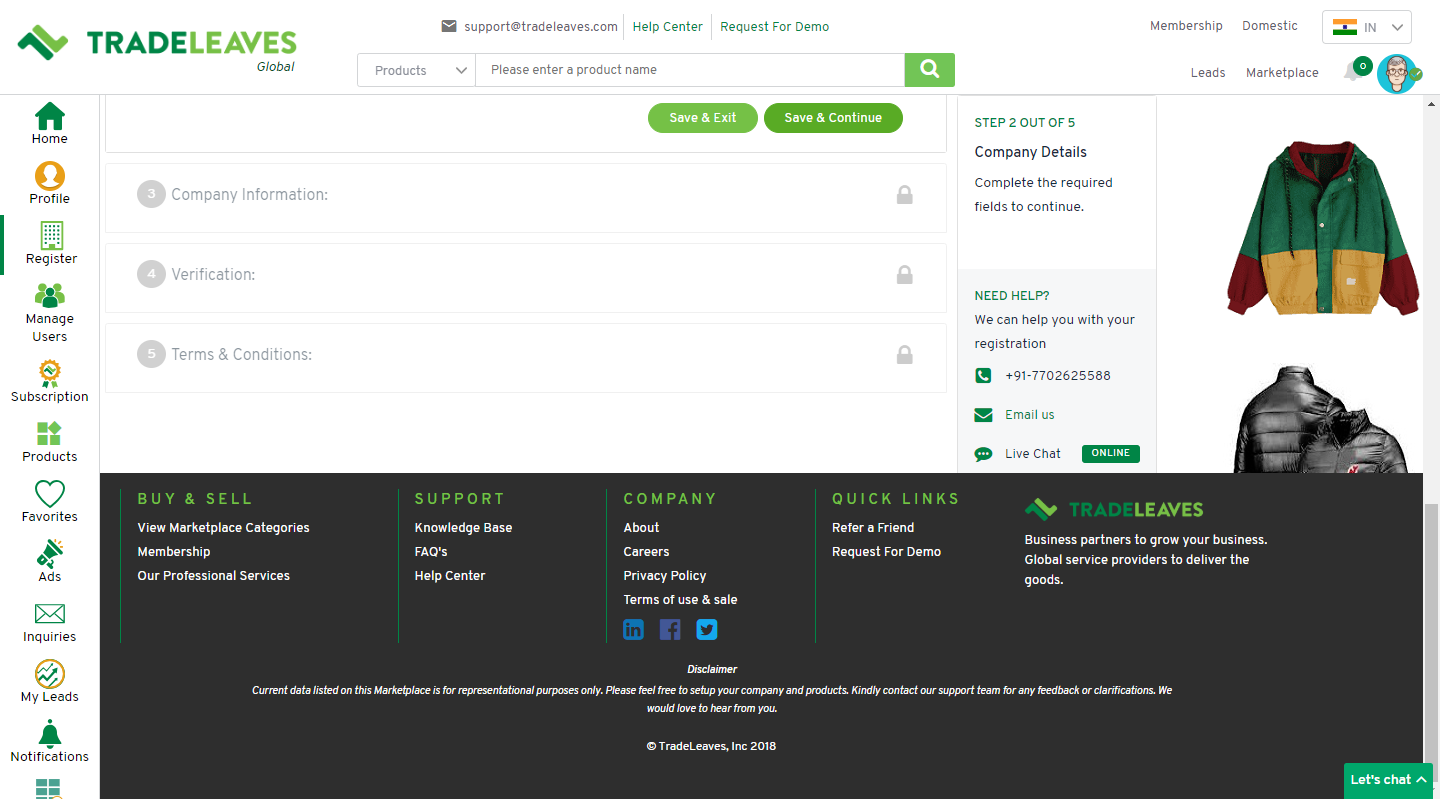 TRADELEAVES
Global
support@tradeleaves.com
Help Center
Request For Demo
Membership
Domestic
IN
Products
Please enter a product name
Leads
Marketplace
0
Home
Profile
Register
Manage
Users
Subscription
Products
Favorites
Ads
Inquiries
My Leads
Notifications
Save & Exit
Save & Continue
3 Company Information:
4 Verification:
5 Terms & Conditions:
STEP 2 OUT OF 5
Company Details
Complete the required
fields to continue.
NEED HELP?
We can help you with your
registration
+91-7702625588
Email us
Live Chat
ONLINE
BUY & SELL
View Marketplace Categories
Membership
Our Professional Services
SUPPORT
Knowledge Base
FAQ's
Help Center
COMPANY
About
Careers
Privacy Policy
Terms of use & sale
QUICK LINKS
Refer a Friend
Request For Demo
TRADELEAVES
Business partners to grow your business.
Global service providers to deliver the
goods.
Disclaimer
Current data listed on this Marketplace is for representational purposes only. Please feel free to setup your company and products. Kindly contact our support team for any feedback or clarifications. We
would love to hear from you.
© TradeLeaves, Inc 2018
Let's chat